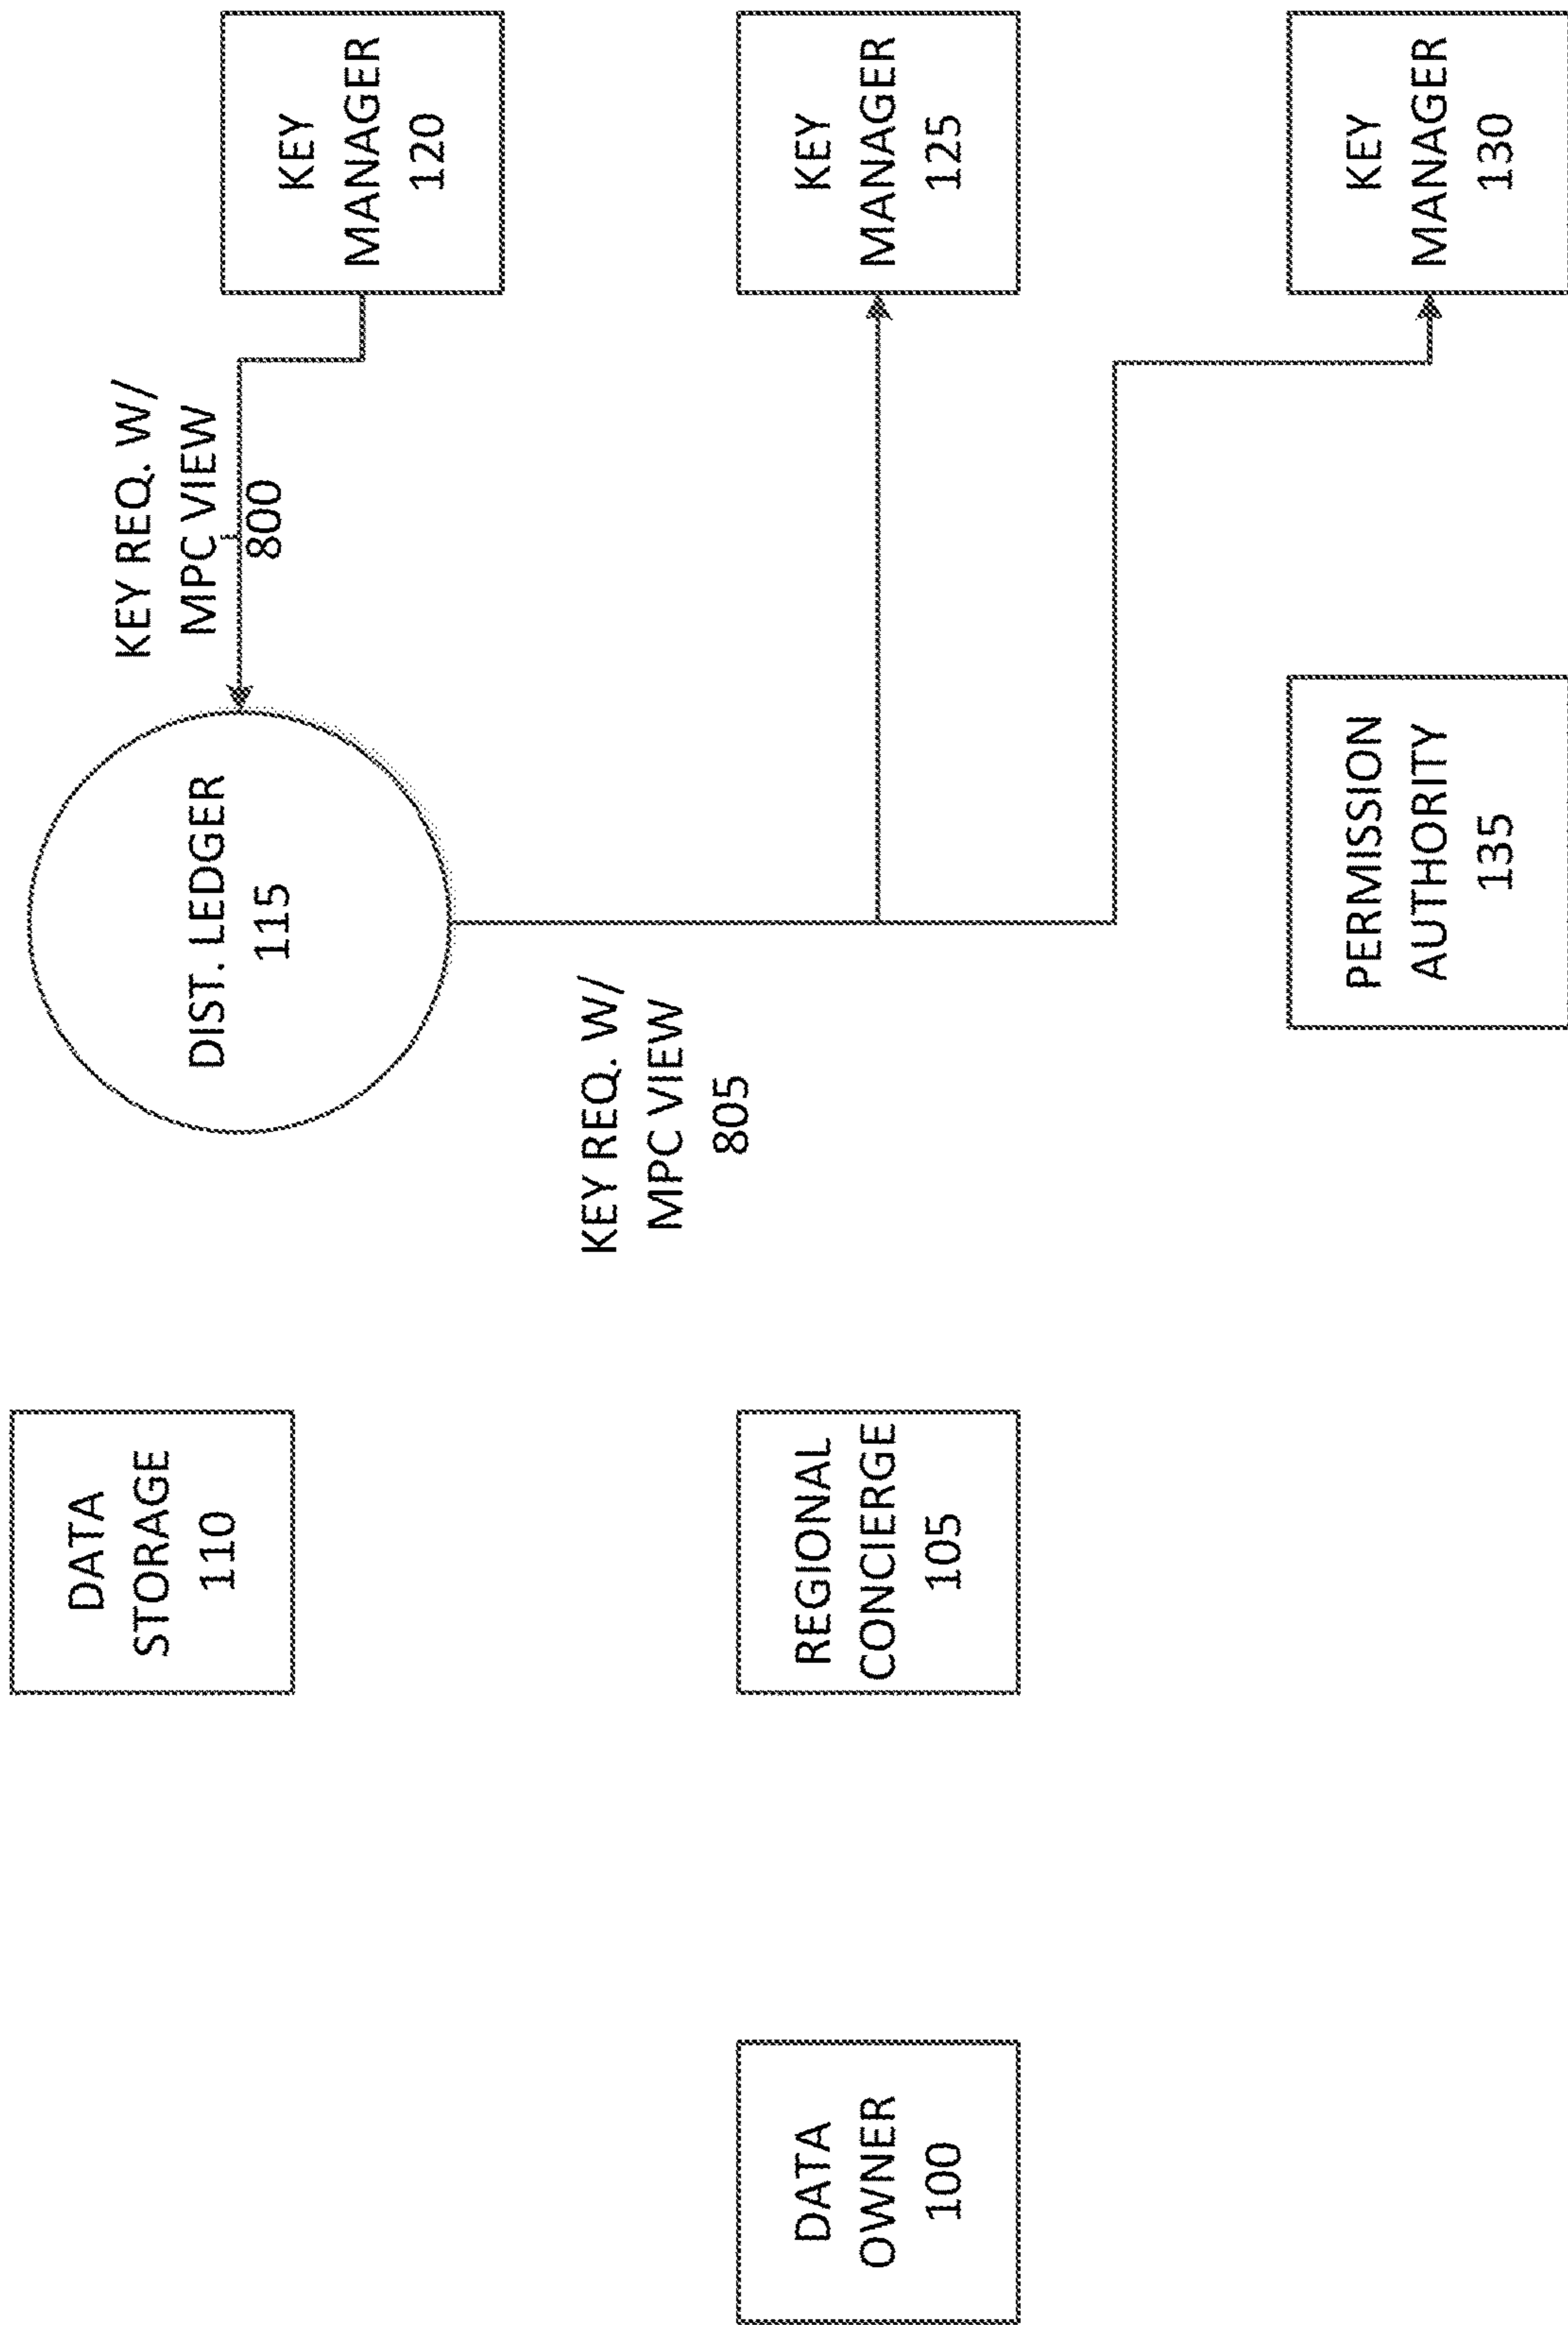 DATA
STORAGE
110
DIST. LEDGER
115
KEY REQ. W/
MPC VIEW
800
KEY
MANAGER
120
KEY REQ. W/
MPC VIEW
805
DATA
OWNER
100
REGIONAL
CONCIERGE
105
KEY
MANAGER
125
PERMISSION
AUTHORITY
135
KEY
MANAGER
130